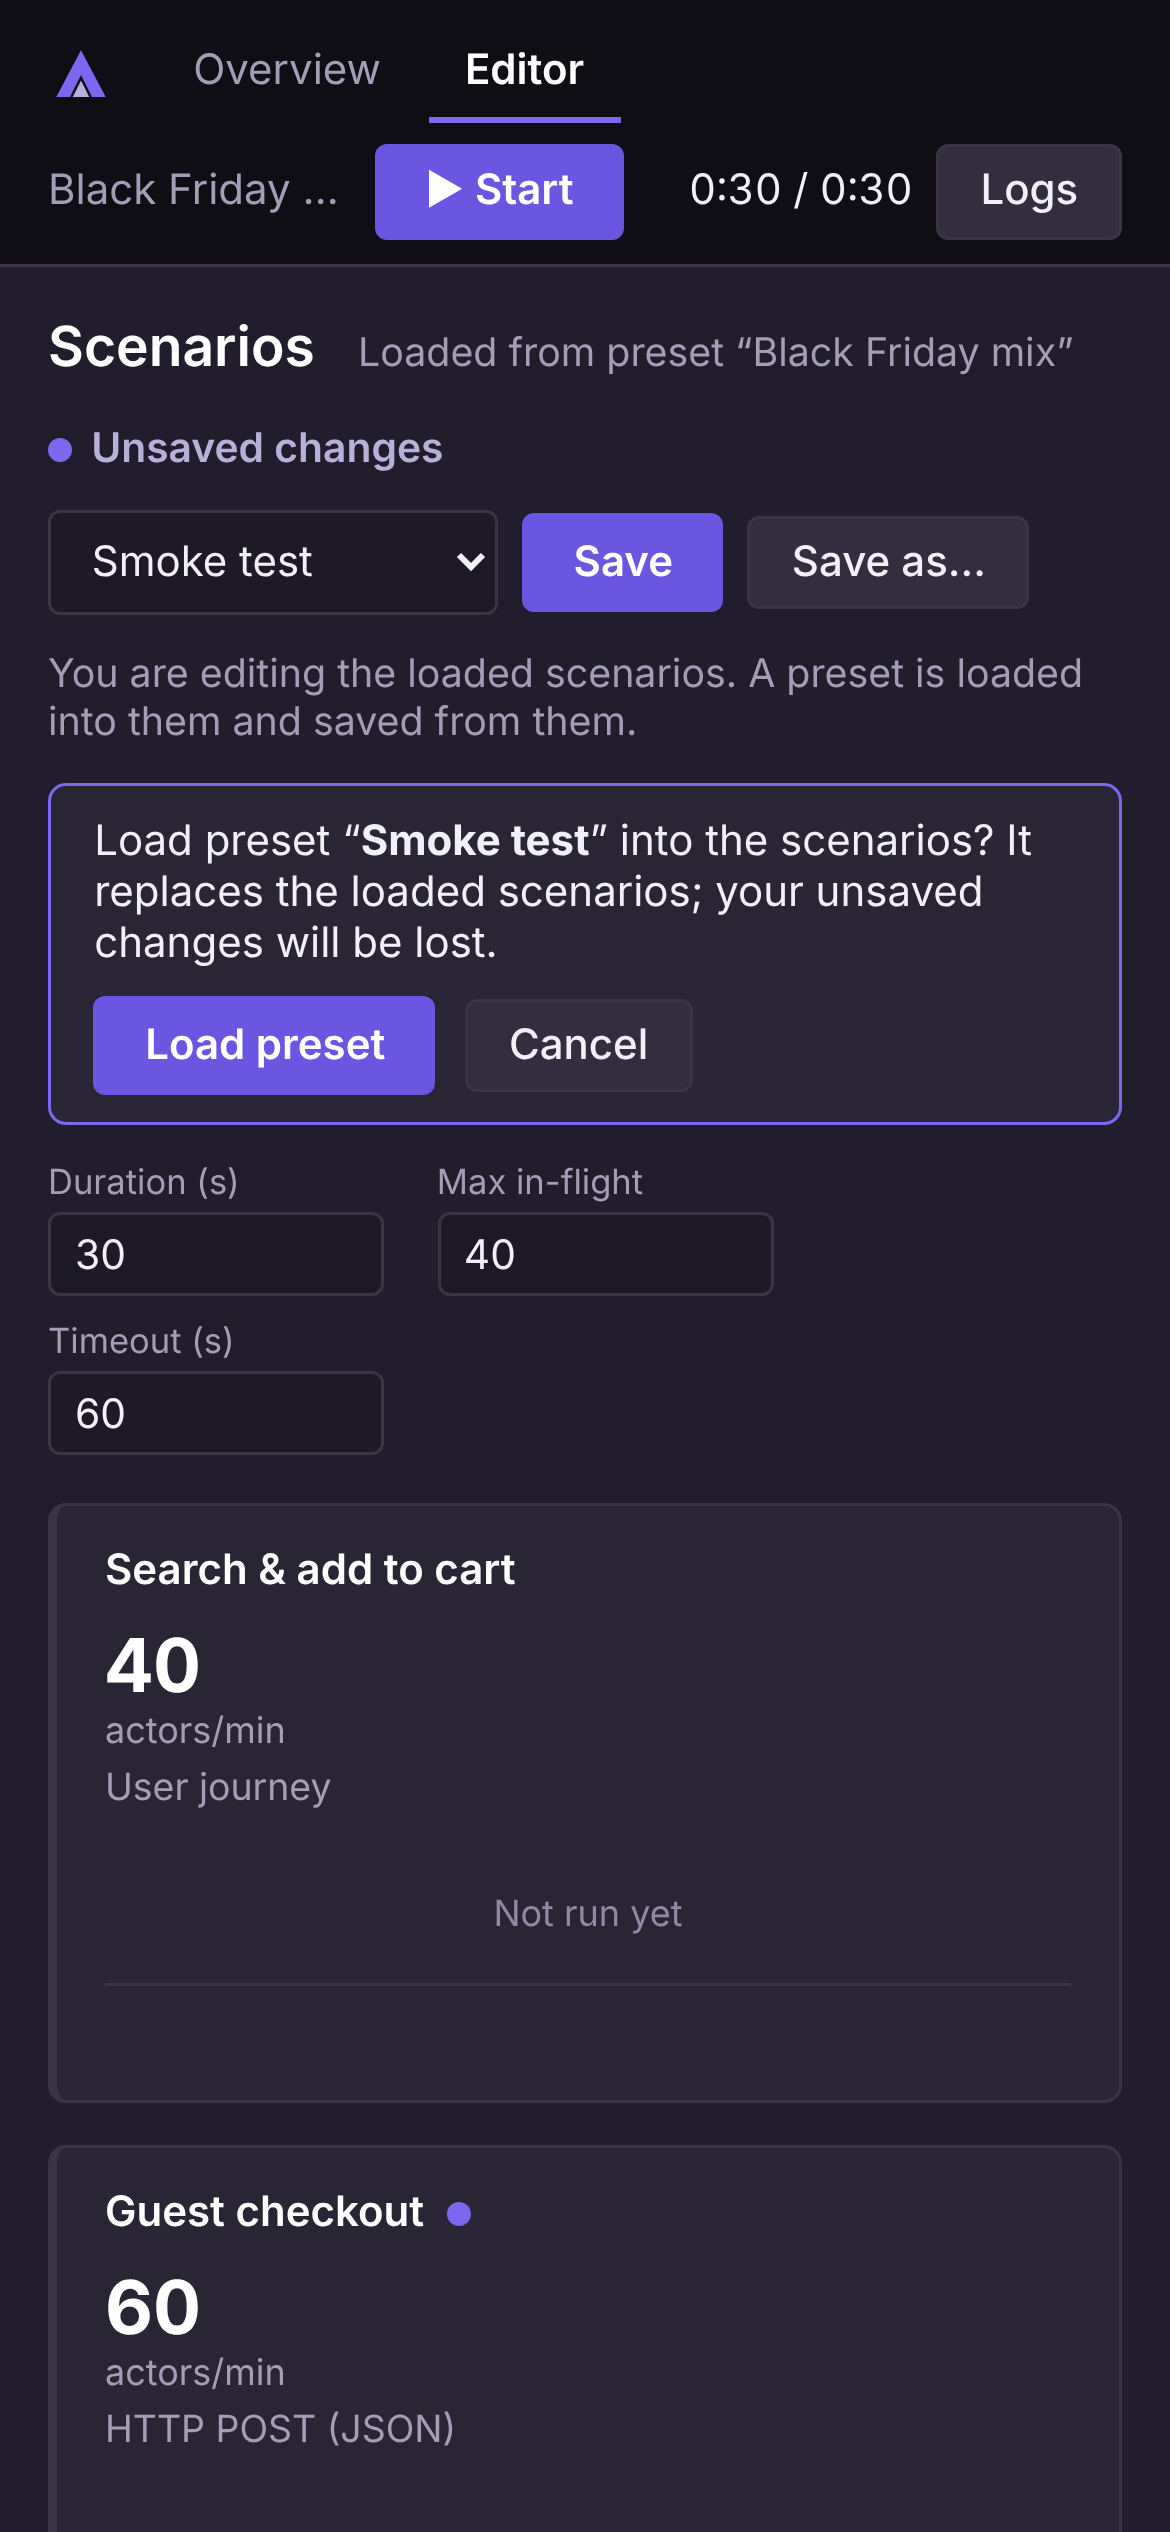 Overview Editor
Black Friday ... Start 0:30 / 0:30 Logs
Scenarios Loaded from preset “Black Friday mix”
Unsaved changes
Smoke test Save Save as...
You are editing the loaded scenarios. A preset is loaded
into them and saved from them.
Load preset “Smoke test” into the scenarios? It
replaces the loaded scenarios; your unsaved
changes will be lost.
Load preset Cancel
Duration (s) Max in-flight
30 40
Timeout (s)
60
Search & add to cart
40
actors/min
User journey
Not run yet
Guest checkout
60
actors/min
HTTP POST (JSON)